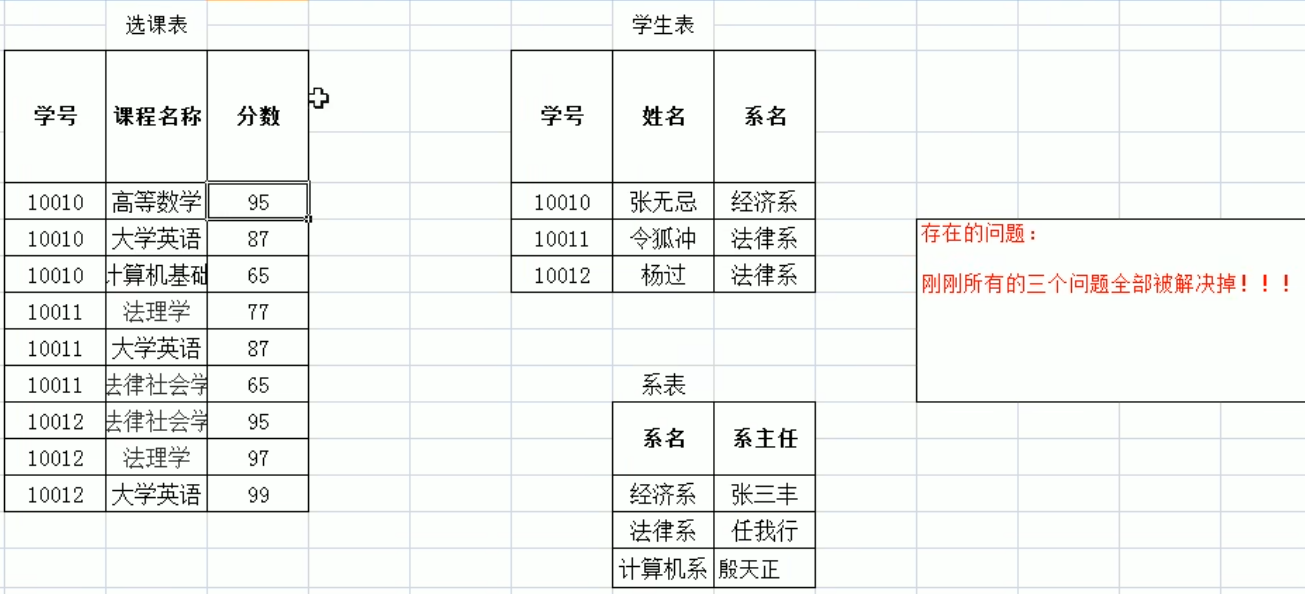 选课表
学号 课程名称 分数
10010 高等数学 95
10010 大学英语 87
10010 计算机基础 65
10011 法理学 77
10011 大学英语 87
10011 法律社会学 65
10012 法律社会学 95
10012 法理学 97
10012 大学英语 99
学生表
学号 姓名 系名
10010 张无忌 经济系
10011 令狐冲 法律系
10012 杨过 法律系
系表
系名 系主任
经济系 张三丰
法律系 任我行
计算机系 殷天正
存在的问题：
刚刚所有的三个问题全部被解决掉！！！